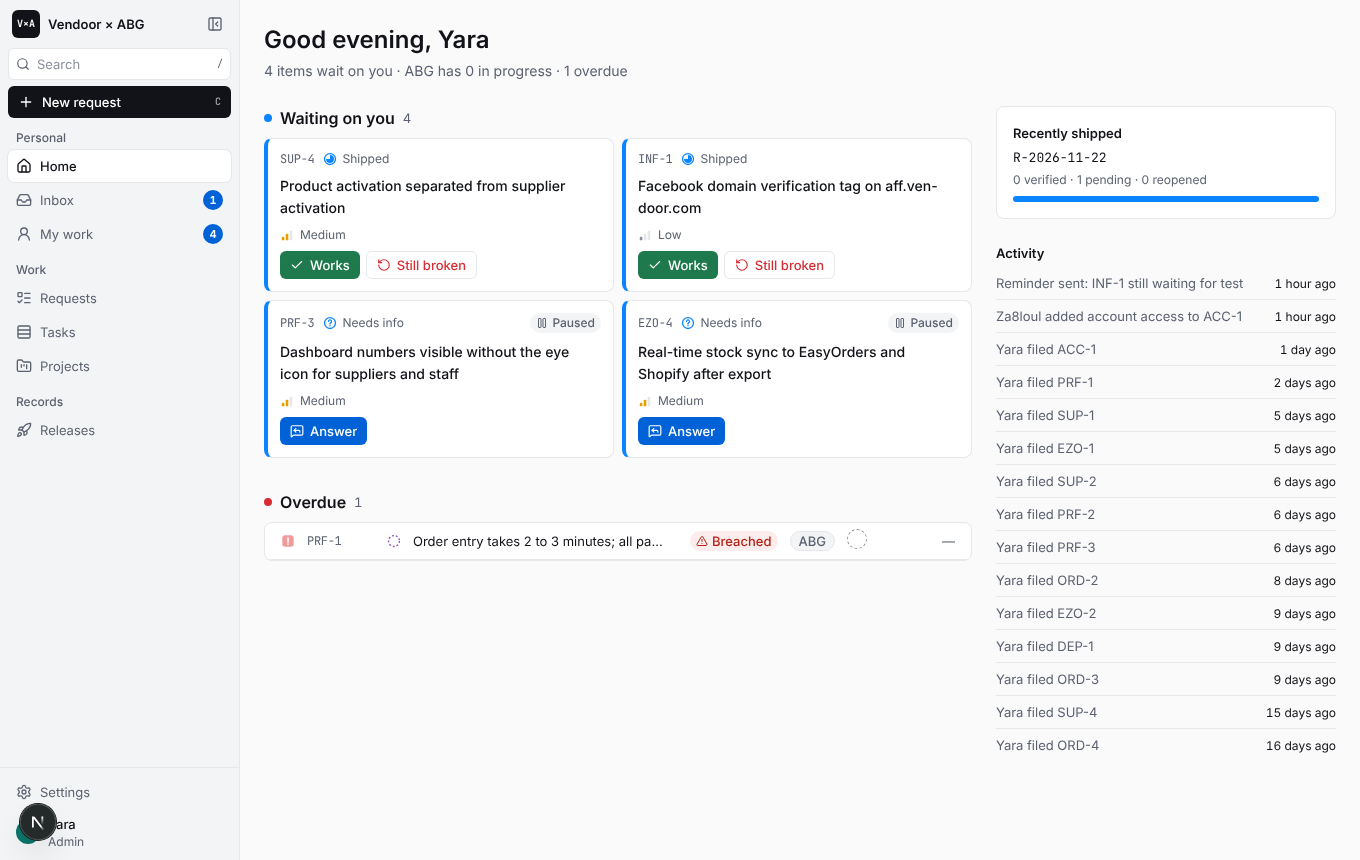 V×A
Vendoor × ABG
Search /
New request C
Personal
Home
Inbox 1
My work 4
Work
Requests
Tasks
Projects
Records
Releases
Settings
N
ara
Admin
Good evening, Yara
4 items wait on you · ABG has 0 in progress · 1 overdue
Waiting on you 4
SUP-4 Shipped
Product activation separated from supplier
activation
Medium
Works Still broken
INF-1 Shipped
Facebook domain verification tag on aff.ven-
door.com
Low
Works Still broken
PRF-3 Needs info Paused
Dashboard numbers visible without the eye
icon for suppliers and staff
Medium
Answer
EZO-4 Needs info Paused
Real-time stock sync to EasyOrders and
Shopify after export
Medium
Answer
Overdue 1
PRF-1 Order entry takes 2 to 3 minutes; all pa... Breached ABG —
Recently shipped
R-2026-11-22
0 verified · 1 pending · 0 reopened
Activity
Reminder sent: INF-1 still waiting for test 1 hour ago
Za8loul added account access to ACC-1 1 hour ago
Yara filed ACC-1 1 day ago
Yara filed PRF-1 2 days ago
Yara filed SUP-1 5 days ago
Yara filed EZO-1 5 days ago
Yara filed SUP-2 6 days ago
Yara filed PRF-2 6 days ago
Yara filed PRF-3 6 days ago
Yara filed ORD-2 8 days ago
Yara filed EZO-2 9 days ago
Yara filed DEP-1 9 days ago
Yara filed ORD-3 9 days ago
Yara filed SUP-4 15 days ago
Yara filed ORD-4 16 days ago